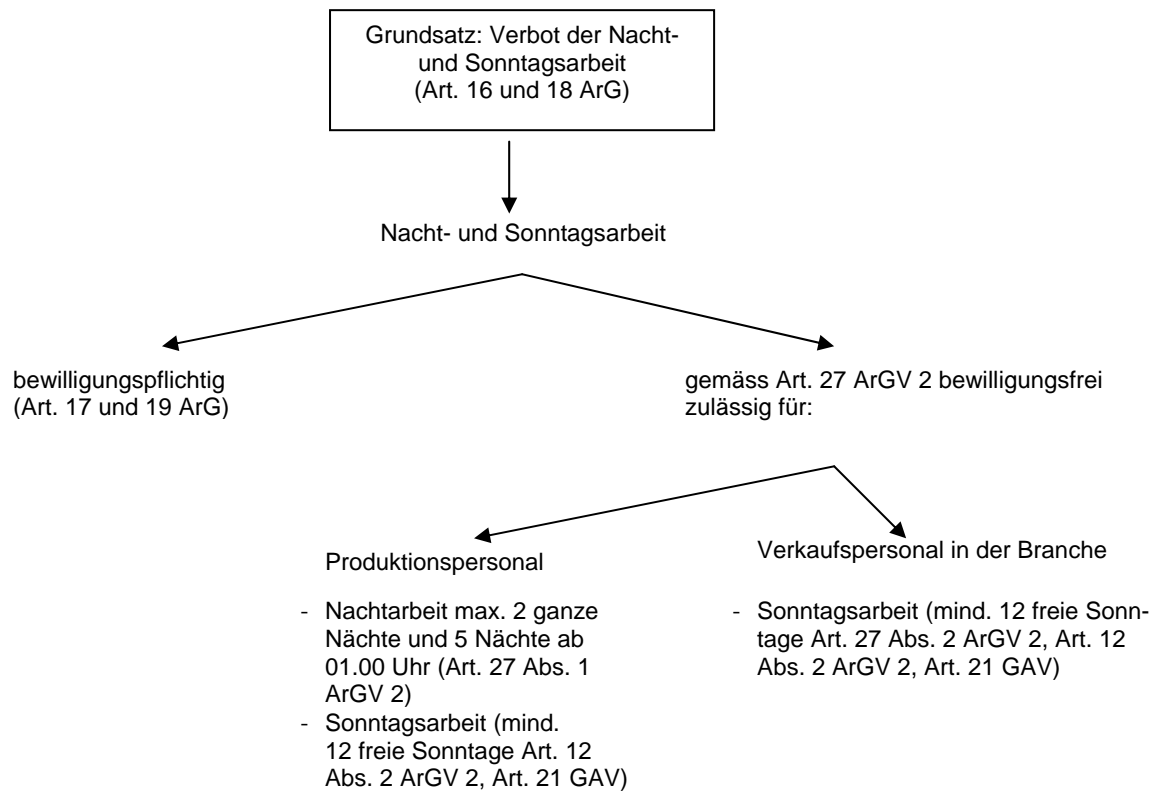 Grundsatz: Verbot der Nacht-
und Sonntagsarbeit
(Art. 16 und 18 ArG)
Nacht- und Sonntagsarbeit
bewilligungspflichtig
(Art. 17 und 19 ArG)
gemäss Art. 27 ArGV 2 bewilligungsfrei
zulässig für:
Produktionspersonal
- Nachtarbeit max. 2 ganze
Nächte und 5 Nächte ab
01.00 Uhr (Art. 27 Abs. 1
ArGV 2)
- Sonntagsarbeit (mind.
12 freie Sonntage Art. 12
Abs. 2 ArGV 2, Art. 21 GAV)
Verkaufspersonal in der Branche
- Sonntagsarbeit (mind. 12 freie Sonn-
tage Art. 27 Abs. 2 ArGV 2, Art. 12
Abs. 2 ArGV 2, Art. 21 GAV)